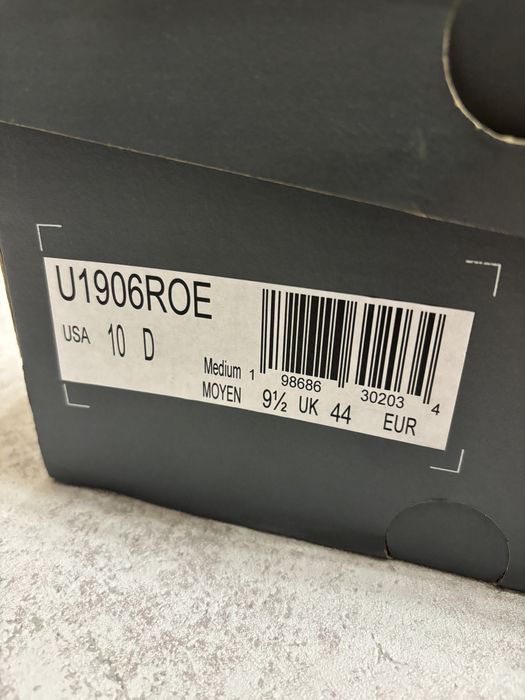 U1906ROE
USA 10 D
Medium
MOYEN
1 98686 30203 4
9½ UK 44 EUR